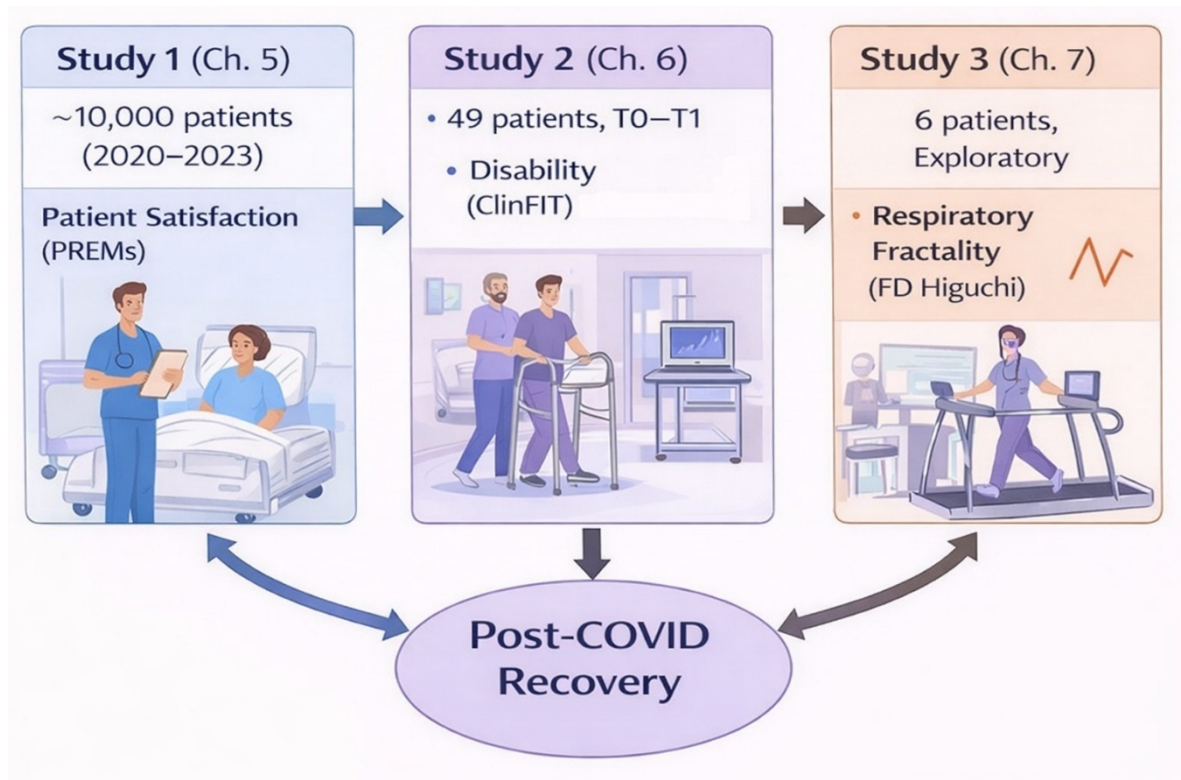 Study 1 (Ch. 5)
~10,000 patients
(2020–2023)
Patient Satisfaction
(PREMs)
Study 2 (Ch. 6)
• 49 patients, T0–T1
• Disability
(ClinFIT)
Study 3 (Ch. 7)
6 patients,
Exploratory
• Respiratory
Fractality
(FD Higuchi)
Post-COVID
Recovery